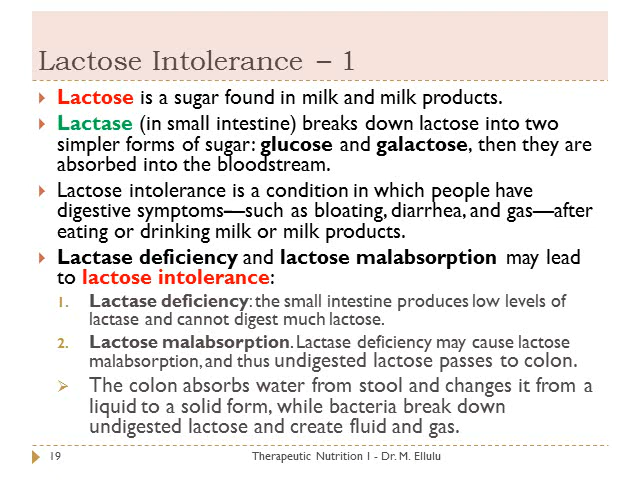 Lactose Intolerance – 1
Lactose is a sugar found in milk and milk products.
Lactase (in small intestine) breaks down lactose into two
simpler forms of sugar: glucose and galactose, then they are
absorbed into the bloodstream.
Lactose intolerance is a condition in which people have
digestive symptoms—such as bloating, diarrhea, and gas—after
eating or drinking milk or milk products.
Lactase deficiency and lactose malabsorption may lead
to lactose intolerance:
1. Lactase deficiency: the small intestine produces low levels of
lactase and cannot digest much lactose.
2. Lactose malabsorption. Lactase deficiency may cause lactose
malabsorption, and thus undigested lactose passes to colon.
The colon absorbs water from stool and changes it from a
liquid to a solid form, while bacteria break down
undigested lactose and create fluid and gas.
19 Therapeutic Nutrition I - Dr. M. Ellulu